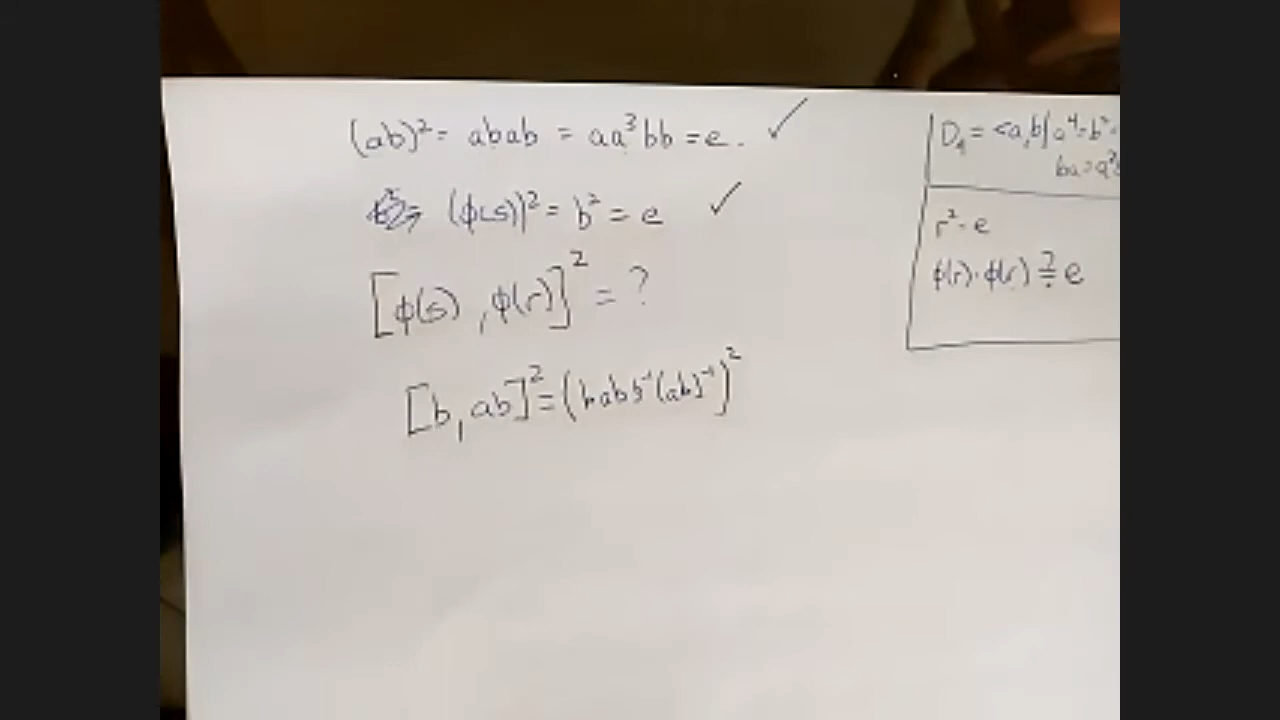 (ab)² = abab = aa³bb = e. ✓
(ϕ(s))² = b² = e ✓
[ϕ(s), ϕ(r)]² = ?
[b, ab]² = (b ab b⁻¹(ab)⁻¹)²
D₄ = <a,b| a⁴=b²=
ba=a³
r² = e
ϕ(r)·ϕ(r) ≟ e